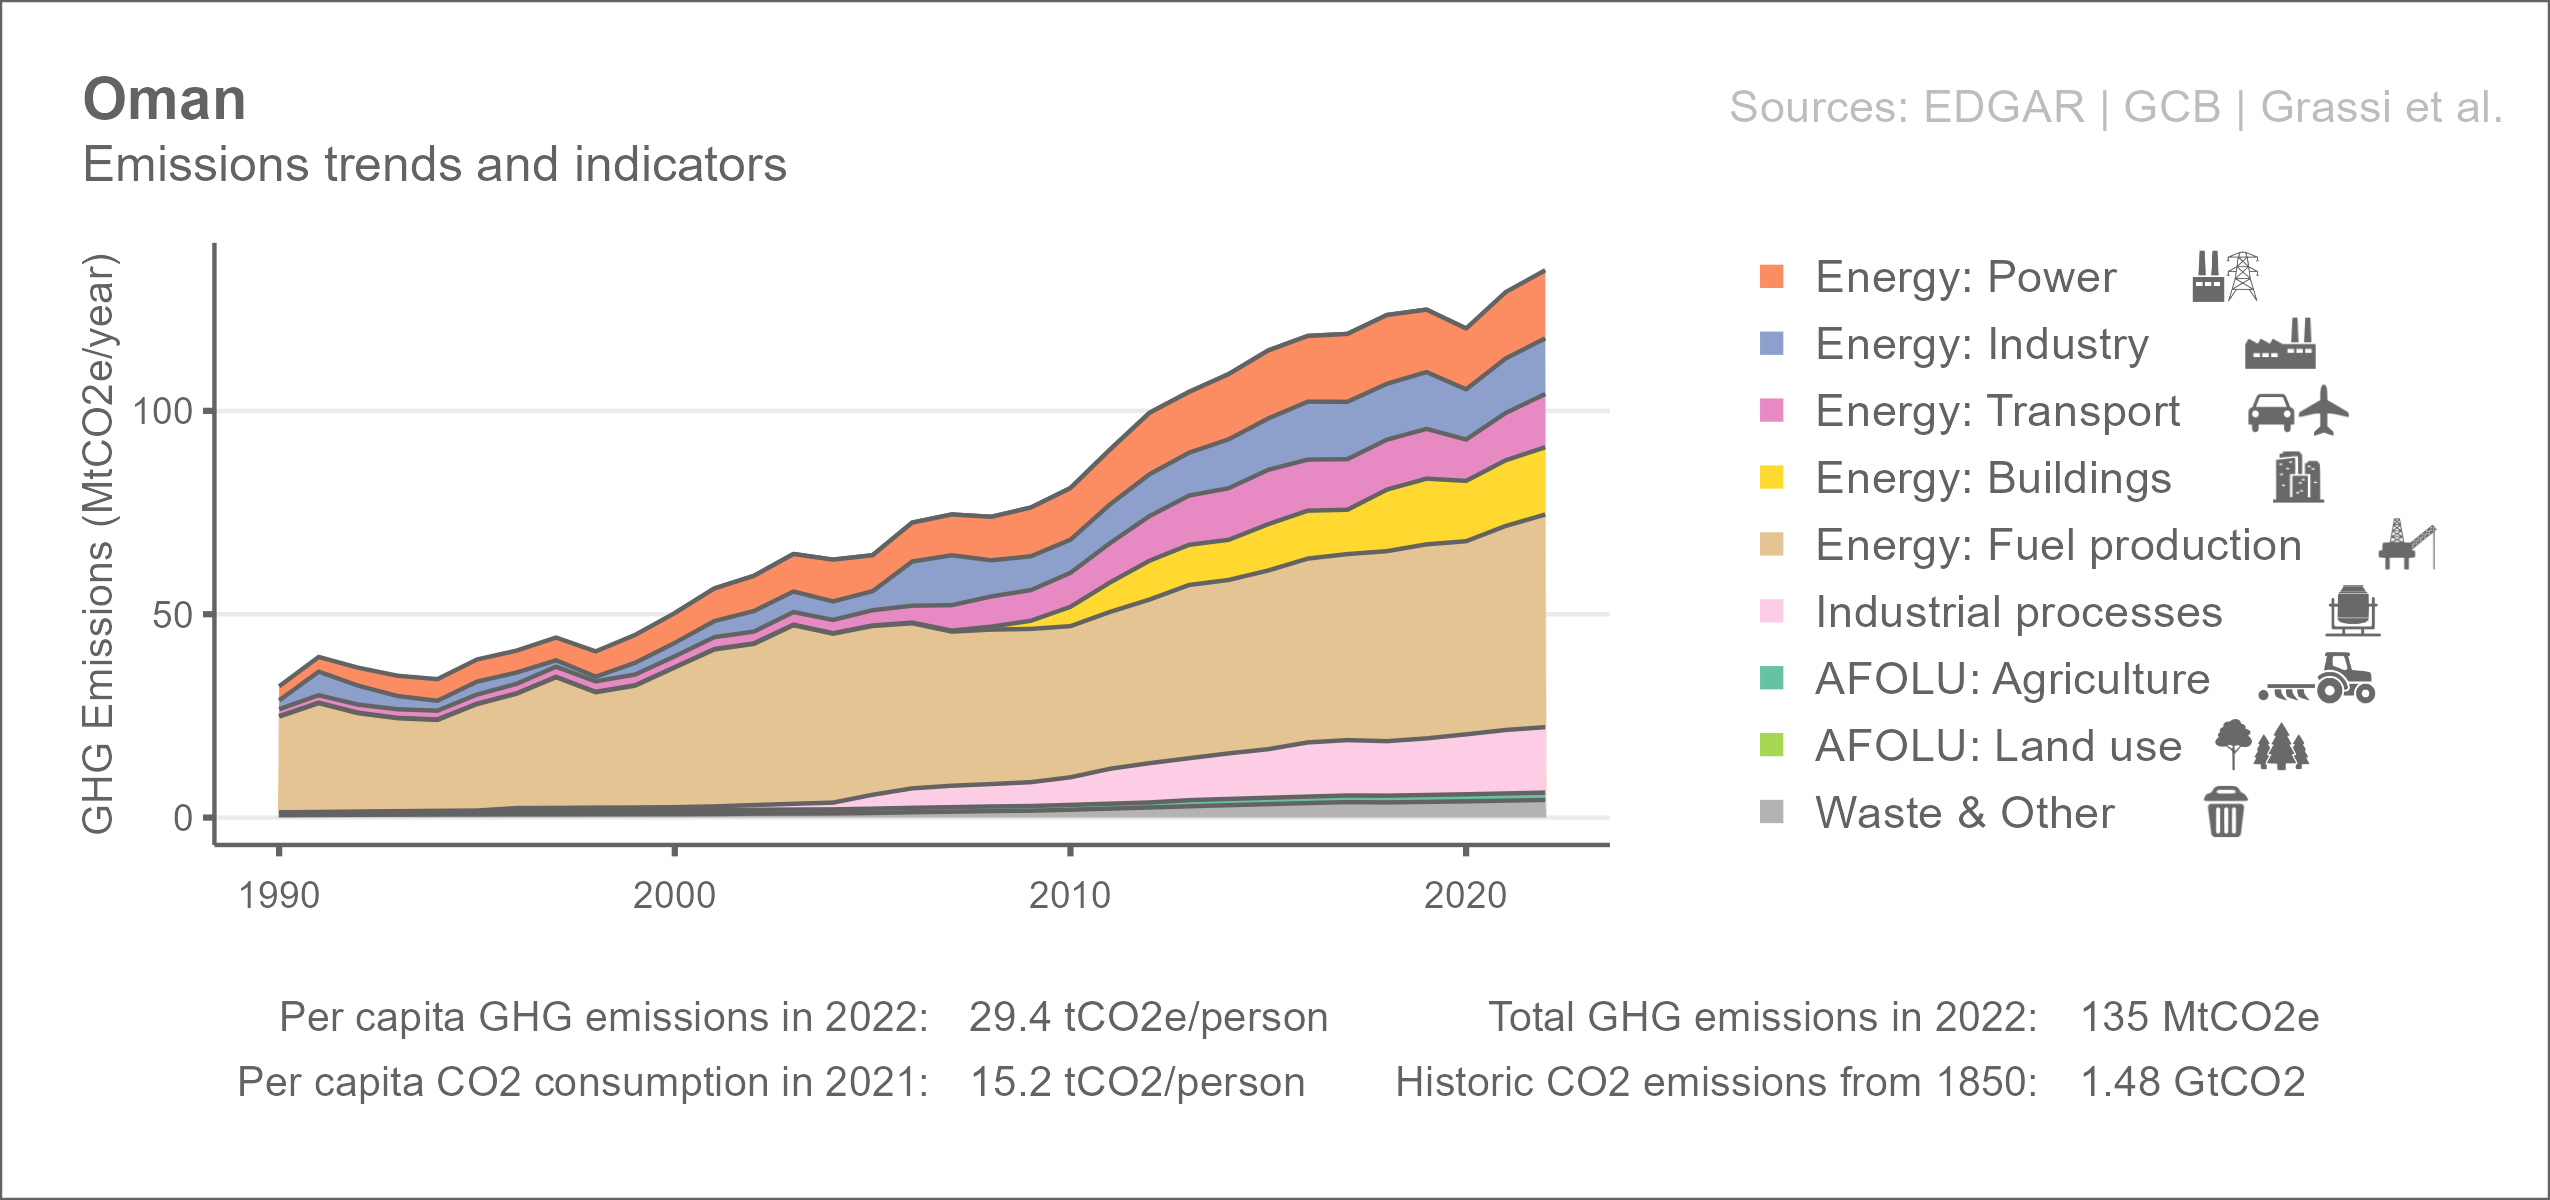 Oman
Sources: EDGAR | GCB | Grassi et al.
Emissions trends and indicators
GHG Emissions (MtCO2e/year)
100
50
0
1990
2000
2010
2020
Energy: Power
Energy: Industry
Energy: Transport
Energy: Buildings
Energy: Fuel production
Industrial processes
AFOLU: Agriculture
AFOLU: Land use
Waste & Other
Per capita GHG emissions in 2022: 29.4 tCO2e/person
Total GHG emissions in 2022: 135 MtCO2e
Per capita CO2 consumption in 2021: 15.2 tCO2/person
Historic CO2 emissions from 1850: 1.48 GtCO2